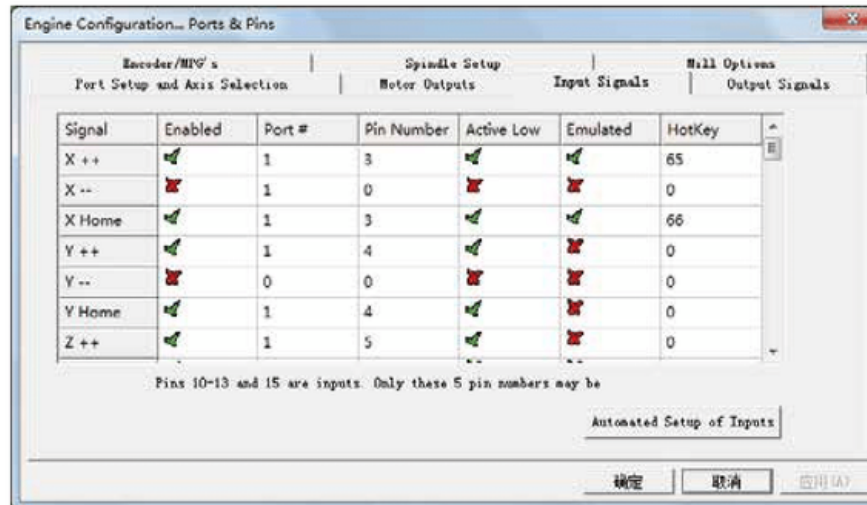 Engine Configuration... Ports & Pins
Encoder/MPG's | Spindle Setup | Mill Options
Port Setup and Axis Selection | Motor Outputs | Input Signals | Output Signals
Signal Enabled Port # Pin Number Active Low Emulated HotKey
X ++ 1 3 65
X -- 1 0 0
X Home 1 3 66
Y ++ 1 4 0
Y -- 0 0 0
Y Home 1 4 0
Z ++ 1 5 0
Pins 10-13 and 15 are inputs. Only these 5 pin numbers may be
Automated Setup of Inputs
确定 取消 应用(A)